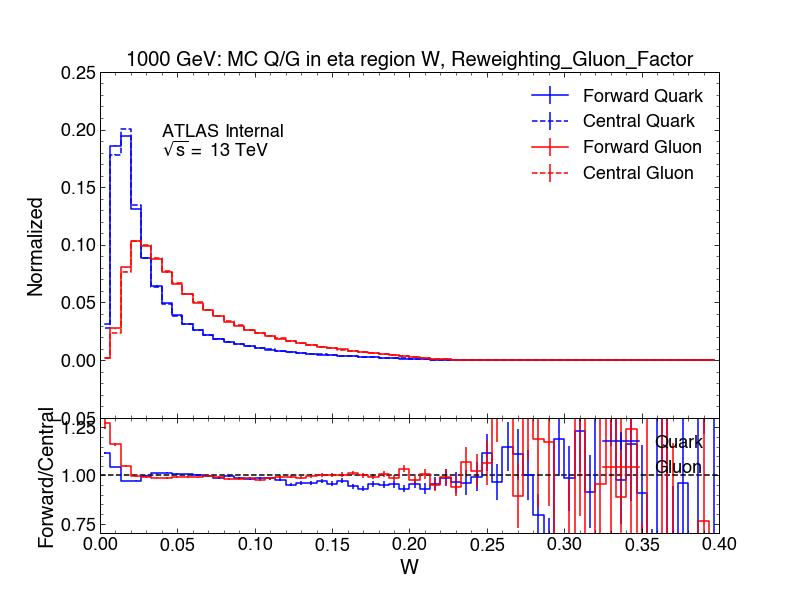 1000 GeV: MC Q/G in eta region W, Reweighting_Gluon_Factor
0.25
0.20
0.15
0.10
0.05
0.00
Normalized
ATLAS Internal
√s = 13 TeV
Forward Quark
Central Quark
Forward Gluon
Central Gluon
0.05
1.25
1.00
0.75
Forward/Central
Quark
Gluon
0.00 0.05 0.10 0.15 0.20 0.25 0.30 0.35 0.40
W